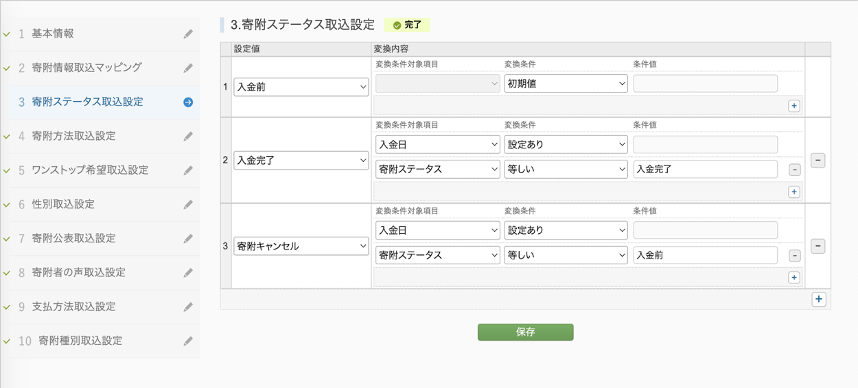 1 基本情報
2 寄附情報取込マッピング
3 寄附ステータス取込設定
4 寄附方法取込設定
5 ワンストップ希望取込設定
6 性別取込設定
7 寄附公表取込設定
8 寄附者の声取込設定
9 支払方法取込設定
10 寄附種別取込設定
3.寄附ステータス取込設定 完了
設定値 変換内容
変換条件対象項目 変換条件 条件値
1 入金前 初期値
変換条件対象項目 変換条件 条件値
入金日 設定あり
2 入金完了
寄附ステータス 等しい 入金完了
変換条件対象項目 変換条件 条件値
入金日 設定あり
3 寄附キャンセル
寄附ステータス 等しい 入金前
保存